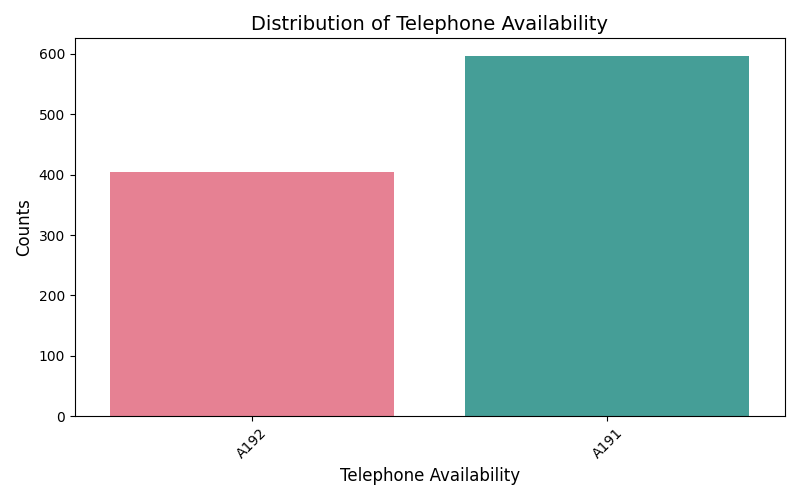 Distribution of Telephone Availability
600
500
400
300
200
100
0
Counts
A192
A191
Telephone Availability